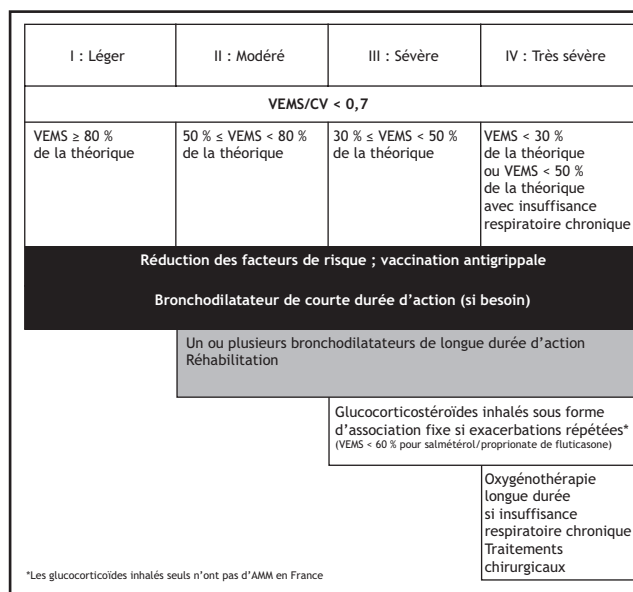 I : Léger
II : Modéré
III : Sévère
IV : Très sévère
VEMS/CV < 0,7
VEMS ≥ 80 %
de la théorique
50 % ≤ VEMS < 80 %
de la théorique
30 % ≤ VEMS < 50 %
de la théorique
VEMS < 30 %
de la théorique
ou VEMS < 50 %
de la théorique
avec insuffisance
respiratoire chronique
Réduction des facteurs de risque ; vaccination antigrippale
Bronchodilatateur de courte durée d'action (si besoin)
Un ou plusieurs bronchodilatateurs de longue durée d'action
Réhabilitation
Glucocorticostéroïdes inhalés sous forme
d'association fixe si exacerbations répétées*
(VEMS < 60 % pour salmétérol/proprionate de fluticasone)
Oxygénothérapie
longue durée
si insuffisance
respiratoire chronique
Traitements
chirurgicaux
*Les glucocorticoïdes inhalés seuls n'ont pas d'AMM en France